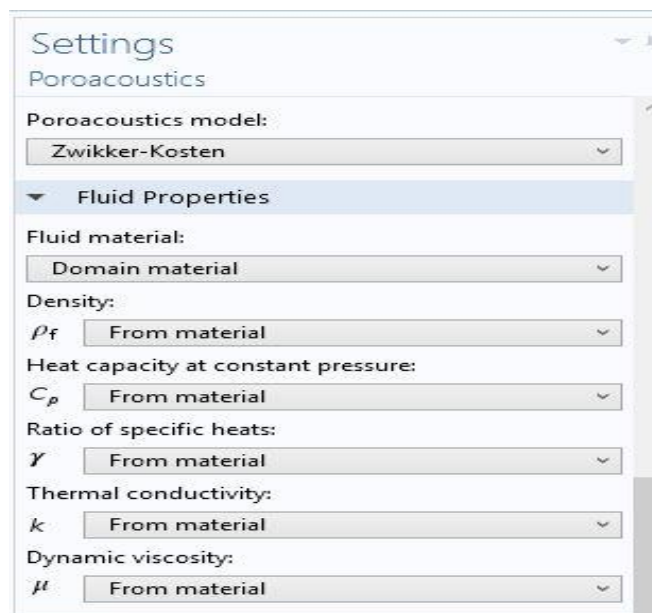 Settings
Poroacoustics
Poroacoustics model:
Zwikker-Kosten
Fluid Properties
Fluid material:
Domain material
Density:
ρf From material
Heat capacity at constant pressure:
Cp From material
Ratio of specific heats:
γ From material
Thermal conductivity:
k From material
Dynamic viscosity:
μ From material